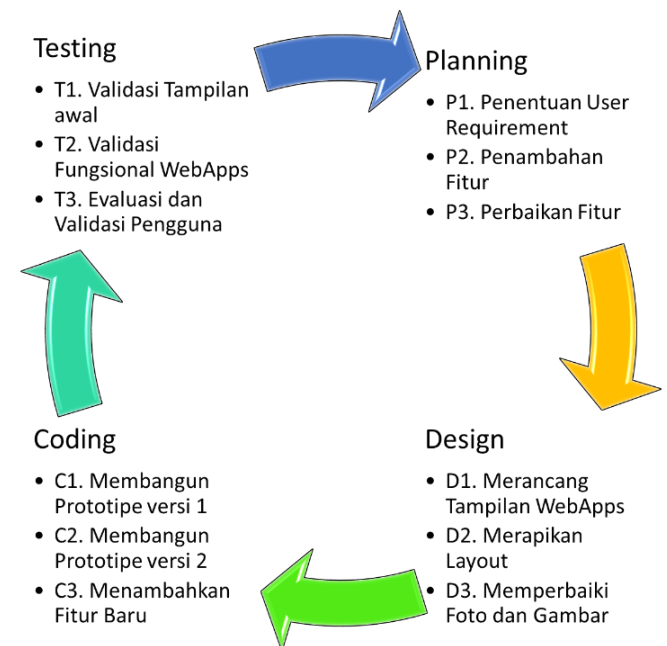 Testing
• T1. Validasi Tampilan
awal
• T2. Validasi
Fungsional WebApps
• T3. Evaluasi dan
Validasi Pengguna
Planning
• P1. Penentuan User
Requirement
• P2. Penambahan
Fitur
• P3. Perbaikan Fitur
Coding
• C1. Membangun
Prototipe versi 1
• C2. Membangun
Prototipe versi 2
• C3. Menambahkan
Fitur Baru
Design
• D1. Merancang
Tampilan WebApps
• D2. Merapikan
Layout
• D3. Memperbaiki
Foto dan Gambar